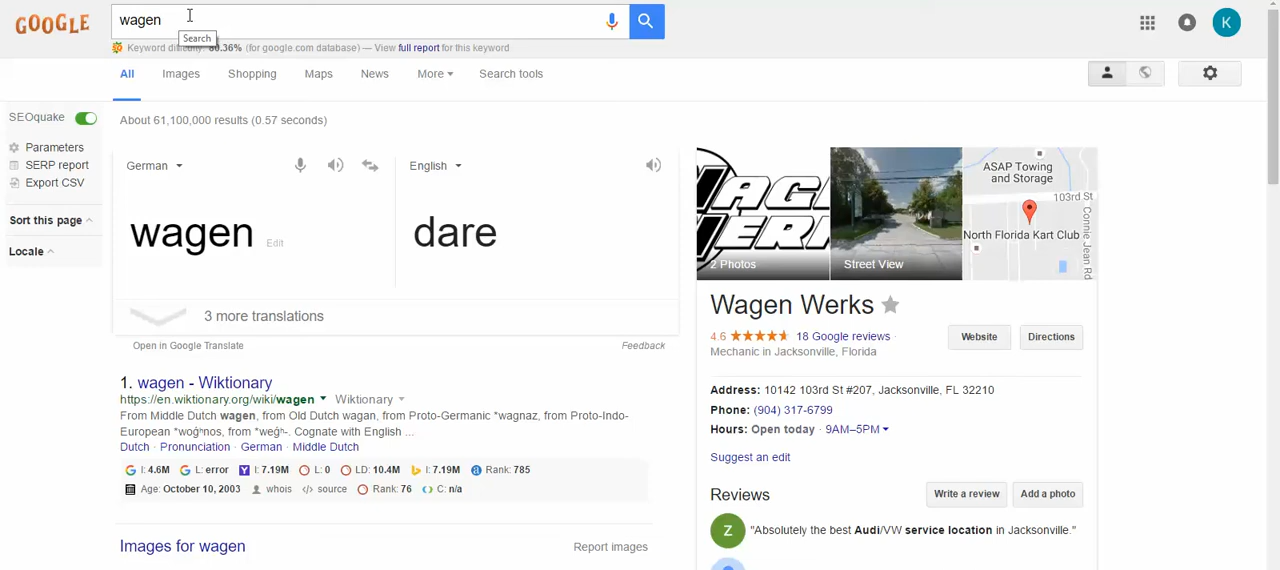 GOOGLE
wagen
K
Search
Keyword difficulty: 36% (for google.com database) — View full report for this keyword
All Images Shopping Maps News More Search tools
SEOquake
Parameters
SERP report
Export CSV
Sort this page
Locale
About 61,100,000 results (0.57 seconds)
German English
wagen Edit dare
3 more translations
Open in Google Translate Feedback
1. wagen - Wiktionary
https://en.wiktionary.org/wiki/wagen Wiktionary
From Middle Dutch wagen, from Old Dutch wagan, from Proto-Germanic *wagnaz, from Proto-Indo-
European *woǵʰnos, from *weǵʰ-. Cognate with English ...
Dutch · Pronunciation · German · Middle Dutch
I: 4.6M L: error I: 7.19M L: 0 LD: 10.4M I: 7.19M Rank: 785
Age: October 10, 2003 whois source Rank: 76 C: n/a
Images for wagen Report images
2 Photos
Street View
ASAP Towing
and Storage
103rd St
Connie Jean Rd
North Florida Kart Club
Wagen Werks
4.6 18 Google reviews
Mechanic in Jacksonville, Florida
Website Directions
Address: 10142 103rd St #207, Jacksonville, FL 32210
Phone: (904) 317-6799
Hours: Open today · 9AM–5PM
Suggest an edit
Reviews Write a review Add a photo
Z "Absolutely the best Audi/VW service location in Jacksonville."